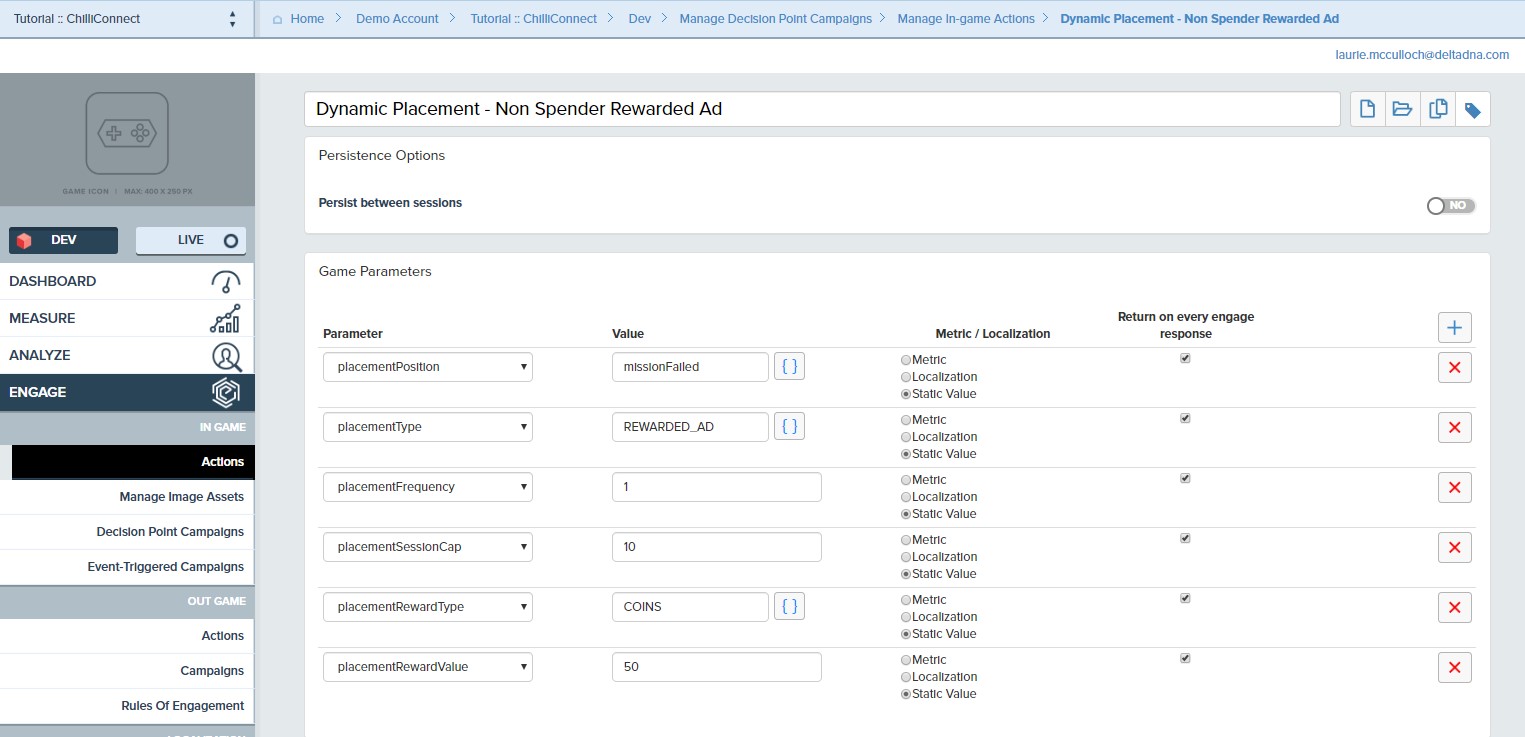 Tutorial :: ChilliConnect
Home > Demo Account > Tutorial :: ChilliConnect > Dev > Manage Decision Point Campaigns > Manage In-game Actions > Dynamic Placement - Non Spender Rewarded Ad
laurie.mcculloch@deltadna.com
GAME ICON | MAX: 400 X 250 PX
DEV LIVE
DASHBOARD
MEASURE
ANALYZE
ENGAGE
IN GAME
Actions
Manage Image Assets
Decision Point Campaigns
Event-Triggered Campaigns
OUT GAME
Actions
Campaigns
Rules Of Engagement
LOCALIZATION
Dynamic Placement - Non Spender Rewarded Ad
Persistence Options
Persist between sessions NO
Game Parameters
Parameter Value Metric / Localization Return on every engage
response
placementPosition missionFailed { } Metric
Localization
Static Value
placementType REWARDED_AD { } Metric
Localization
Static Value
placementFrequency 1 Metric
Localization
Static Value
placementSessionCap 10 Metric
Localization
Static Value
placementRewardType COINS { } Metric
Localization
Static Value
placementRewardValue 50 Metric
Localization
Static Value